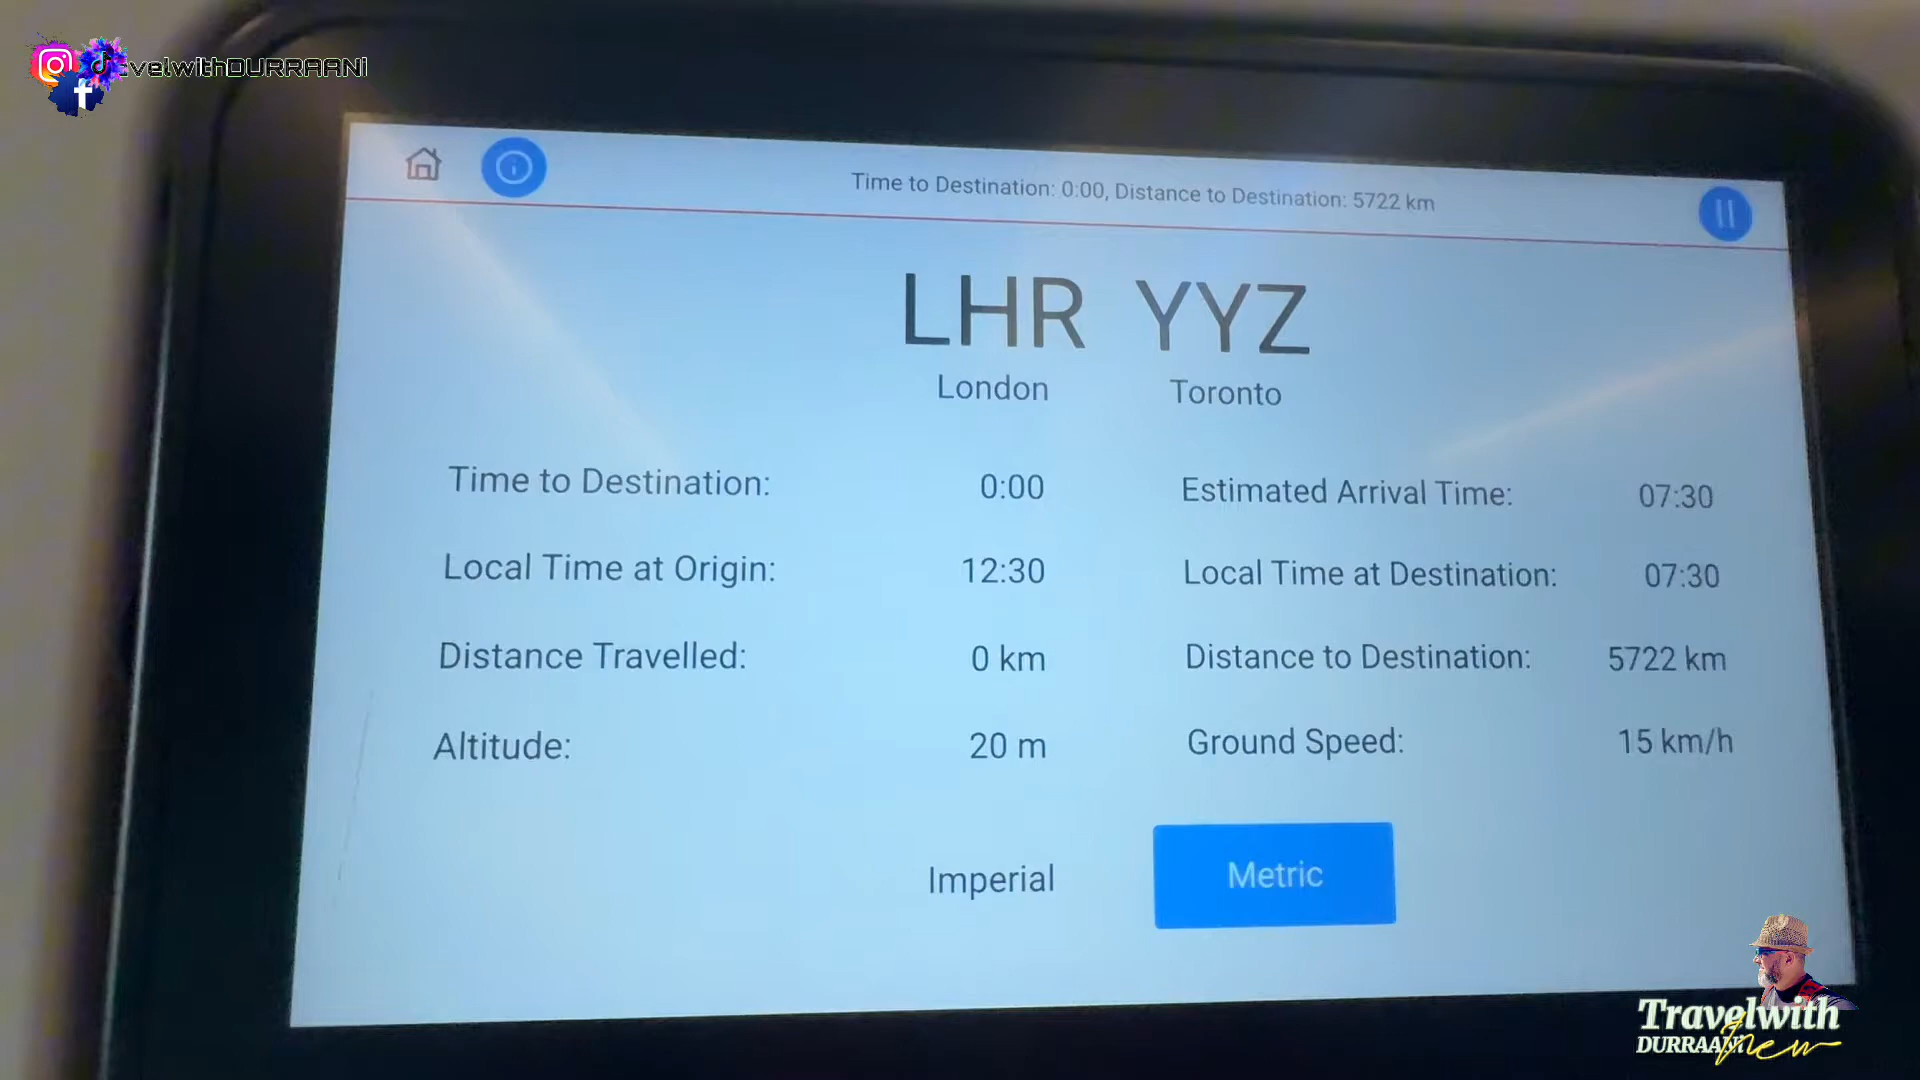 velwithDURRAANI
Time to Destination: 0:00, Distance to Destination: 5722 km
LHR YYZ
London Toronto
Time to Destination: 0:00 Estimated Arrival Time: 07:30
Local Time at Origin: 12:30 Local Time at Destination: 07:30
Distance Travelled: 0 km Distance to Destination: 5722 km
Altitude: 20 m Ground Speed: 15 km/h
Imperial Metric
Travelwith
DURRAANI